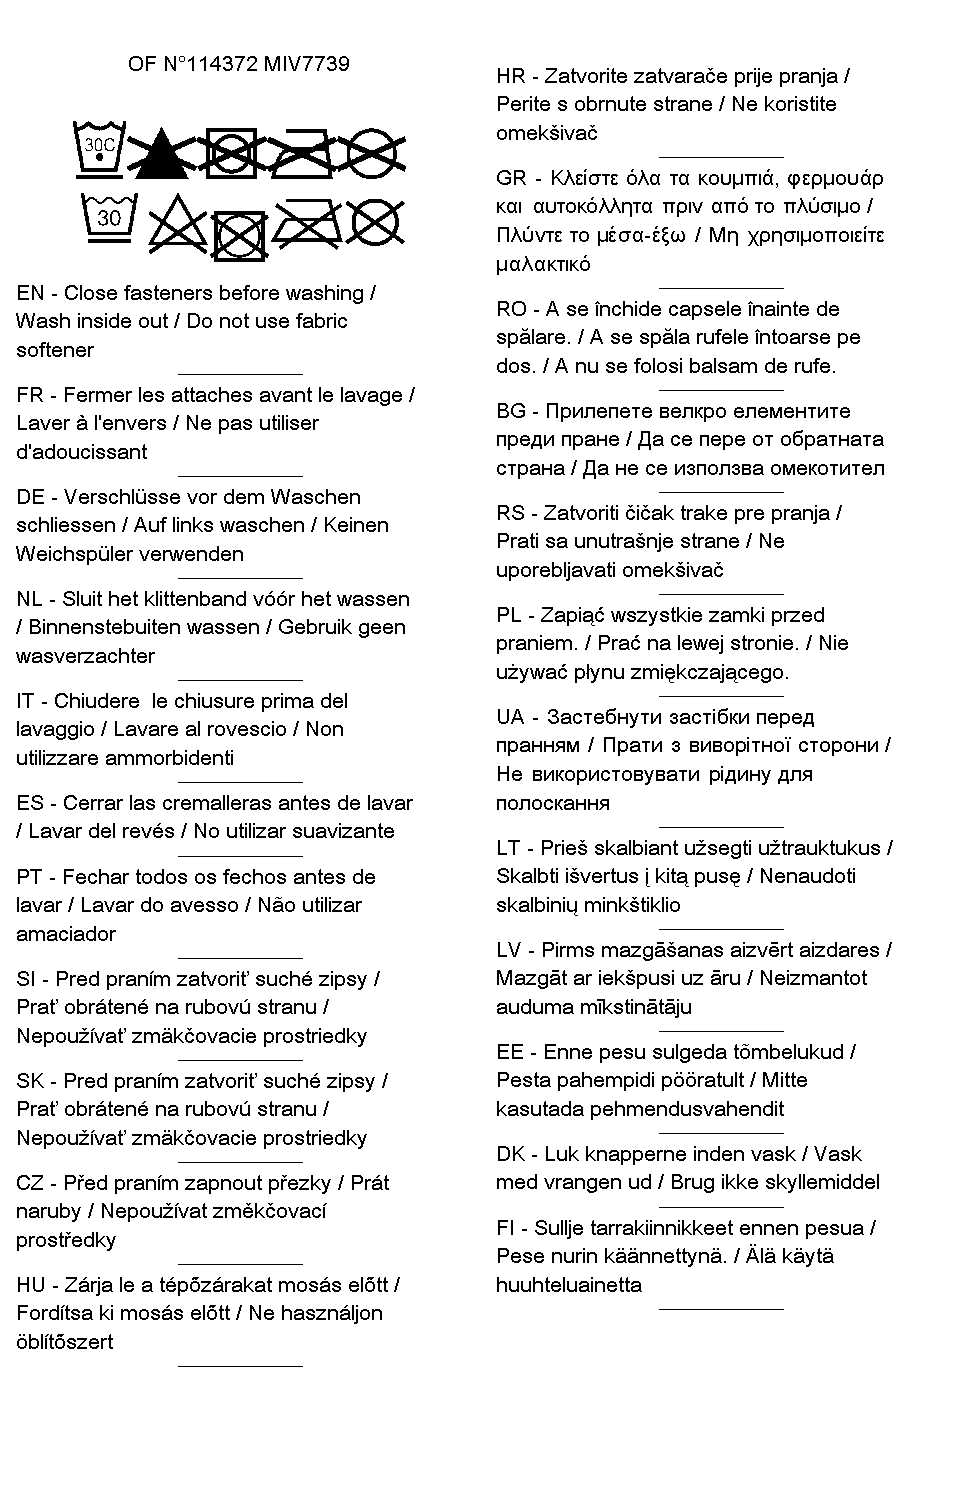 OF N°114372 MIV7739
30C
30
EN - Close fasteners before washing /
Wash inside out / Do not use fabric
softener
FR - Fermer les attaches avant le lavage /
Laver à l'envers / Ne pas utiliser
d'adoucissant
DE - Verschlüsse vor dem Waschen
schliessen / Auf links waschen / Keinen
Weichspüler verwenden
NL - Sluit het klittenband vóór het wassen
/ Binnenstebuiten wassen / Gebruik geen
wasverzachter
IT - Chiudere  le chiusure prima del
lavaggio / Lavare al rovescio / Non
utilizzare ammorbidenti
ES - Cerrar las cremalleras antes de lavar
/ Lavar del revés / No utilizar suavizante
PT - Fechar todos os fechos antes de
lavar / Lavar do avesso / Não utilizar
amaciador
SI - Pred praním zatvoriť suché zipsy /
Prať obrátené na rubovú stranu /
Nepoužívať zmäkčovacie prostriedky
SK - Pred praním zatvoriť suché zipsy /
Prať obrátené na rubovú stranu /
Nepoužívať zmäkčovacie prostriedky
CZ - Před praním zapnout přezky / Prát
naruby / Nepoužívat změkčovací
prostředky
HU - Zárja le a tépőzárakat mosás előtt /
Fordítsa ki mosás előtt / Ne használjon
öblítőszert
HR - Zatvorite zatvarače prije pranja /
Perite s obrnute strane / Ne koristite
omekšivač
GR - Κλείστε όλα τα κουμπιά, φερμουάρ
και αυτοκόλλητα πριν από το πλύσιμο /
Πλύντε το μέσα-έξω / Μη χρησιμοποιείτε
μαλακτικό
RO - A se închide capsele înainte de
spălare. / A se spăla rufele întoarse pe
dos. / A nu se folosi balsam de rufe.
BG - Прилепете велкро елементите
преди пране / Да се пере от обратната
страна / Да не се използва омекотител
RS - Zatvoriti čičak trake pre pranja /
Prati sa unutrašnje strane / Ne
uporebljavati omekšivač
PL - Zapiąć wszystkie zamki przed
praniem. / Prać na lewej stronie. / Nie
używać płynu zmiękczającego.
UA - Застебнути застібки перед
пранням / Прати з виворітної сторони /
Не використовувати рідину для
полоскання
LT - Prieš skalbiant užsegti užtrauktukus /
Skalbti išvertus į kitą pusę / Nenaudoti
skalbinių minkštiklio
LV - Pirms mazgāšanas aizvērt aizdares /
Mazgāt ar iekšpusi uz āru / Neizmantot
auduma mīkstinātāju
EE - Enne pesu sulgeda tõmbelukud /
Pesta pahempidi pööratult / Mitte
kasutada pehmendusvahendit
DK - Luk knapperne inden vask / Vask
med vrangen ud / Brug ikke skyllemiddel
FI - Sullje tarrakiinnikkeet ennen pesua /
Pese nurin käännettynä. / Älä käytä
huuhteluainetta